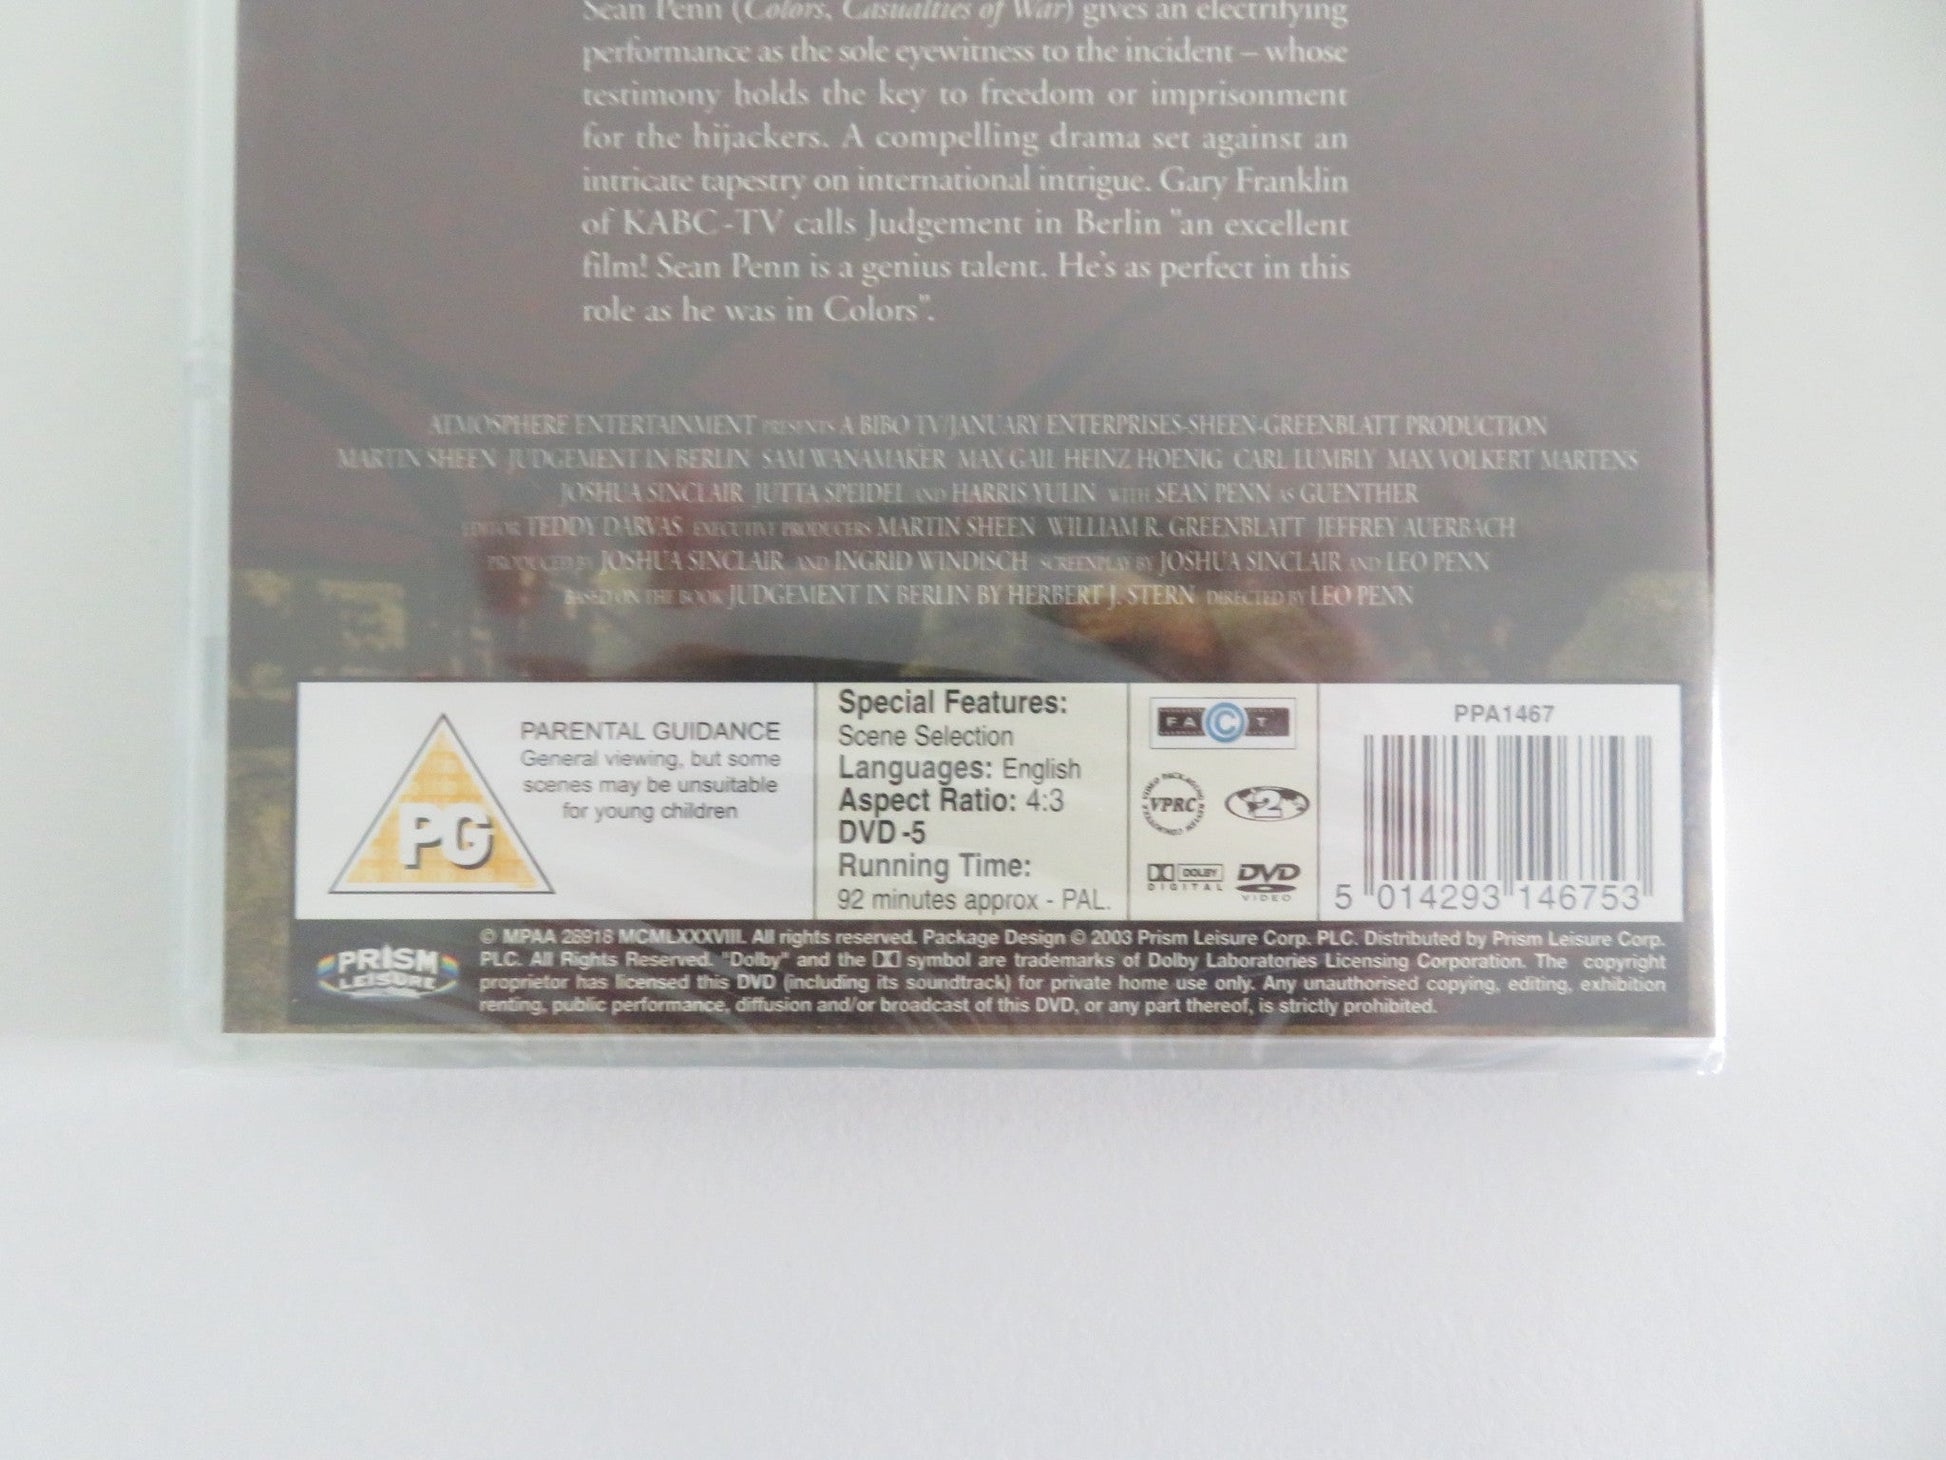 Sean Penn (Colors, Casualties of War) gives an electrifying
performance as the sole eyewitness to the incident – whose
testimony holds the key to freedom or imprisonment
for the hijackers. A compelling drama set against an
intricate tapestry on international intrigue. Gary Franklin
of KABC-TV calls Judgement in Berlin "an excellent
film! Sean Penn is a genius talent. He's as perfect in this
role as he was in Colors".
ATMOSPHERE ENTERTAINMENT PRESENTS A BIBO TV/JANUARY ENTERPRISES-SHEEN-GREENBLATT PRODUCTION
MARTIN SHEEN JUDGEMENT IN BERLIN SAM WANAMAKER MAX GAIL HEINZ HOENIG CARL LUMBLY MAX VOLKERT MARTENS
JOSHUA SINCLAIR JUTTA SPEIDEL AND HARRIS YULIN WITH SEAN PENN AS GUENTHER
EDITOR TEDDY DARVAS EXECUTIVE PRODUCERS MARTIN SHEEN WILLIAM R. GREENBLATT JEFFREY AUERBACH
PRODUCED BY JOSHUA SINCLAIR AND INGRID WINDISCH SCREENPLAY BY JOSHUA SINCLAIR AND LEO PENN
BASED ON THE BOOK JUDGEMENT IN BERLIN BY HERBERT J. STERN DIRECTED BY LEO PENN
PG
PARENTAL GUIDANCE
General viewing, but some
scenes may be unsuitable
for young children
Special Features:
Scene Selection
Languages: English
Aspect Ratio: 4:3
DVD -5
Running Time:
92 minutes approx - PAL.
FACT
VPRC
2
DOLBY
DIGITAL
DVD
VIDEO
PPA1467
5 014293 146753
PRISM
LEISURE
© MPAA 28918 MCMLXXXVIII. All rights reserved. Package Design © 2003 Prism Leisure Corp. PLC. Distributed by Prism Leisure Corp.
PLC. All Rights Reserved. "Dolby" and the symbol are trademarks of Dolby Laboratories Licensing Corporation. The copyright
proprietor has licensed this DVD (including its soundtrack) for private home use only. Any unauthorised copying, editing, exhibition
renting, public performance, diffusion and/or broadcast of this DVD, or any part thereof, is strictly prohibited.